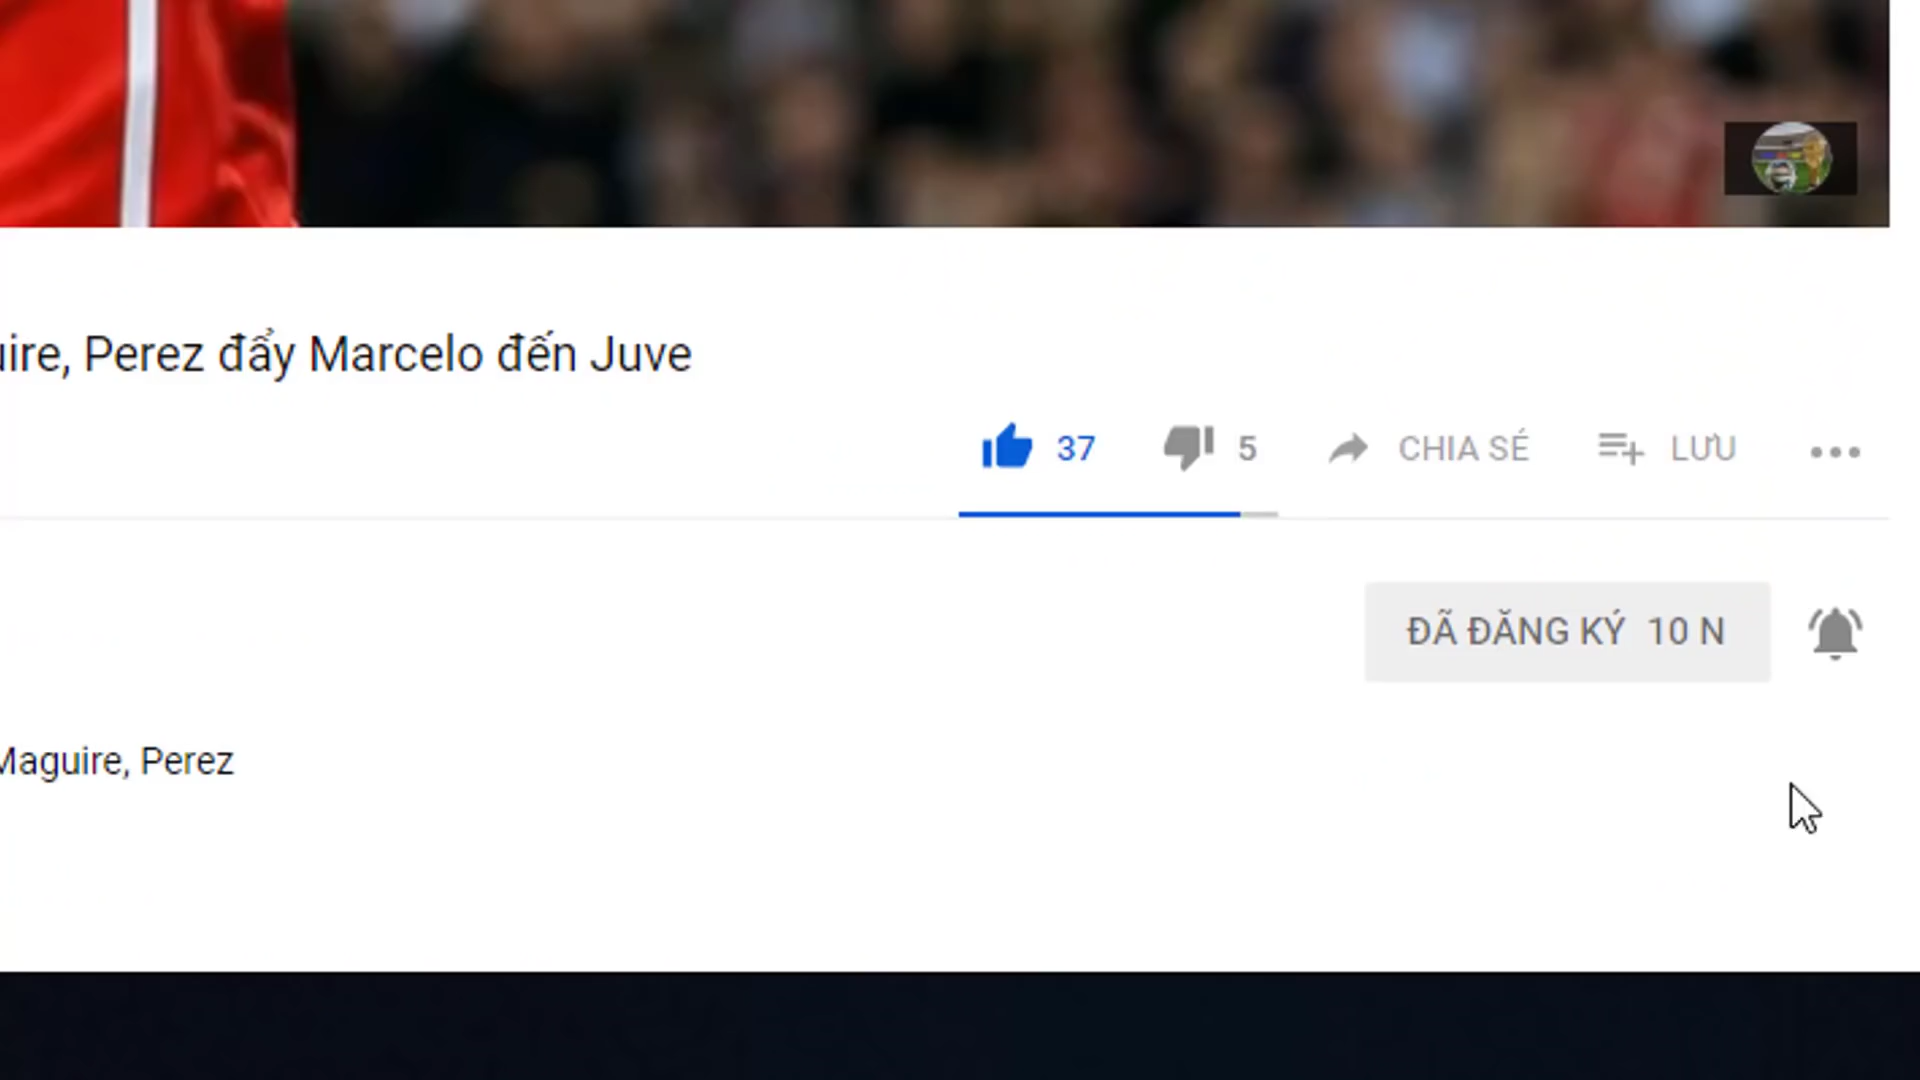 uire, Perez đẩy Marcelo đến Juve
37 5 CHIA SẺ LƯU
ĐÃ ĐĂNG KÝ 10 N
Maguire, Perez